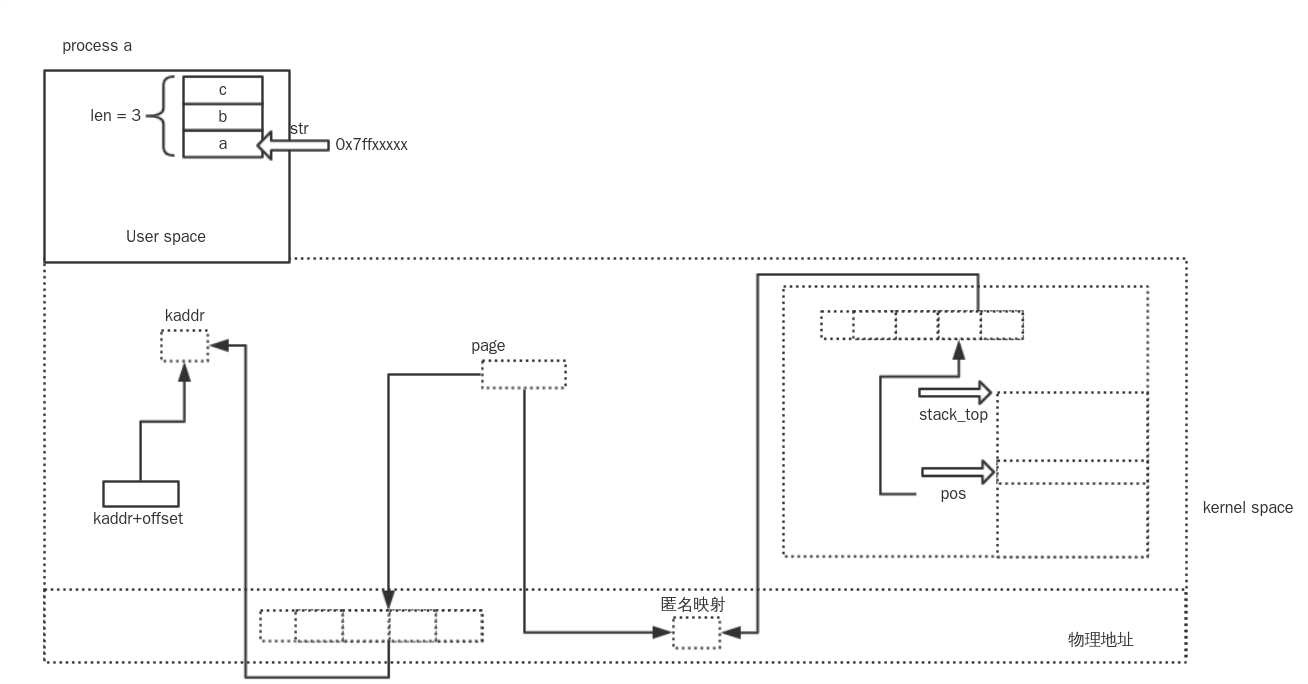 process a
c
len = 3
b
str
a
0x7ffxxxxx
User space
kaddr
page
stack_top
pos
kernel space
kaddr+offset
匿名映射
物理地址